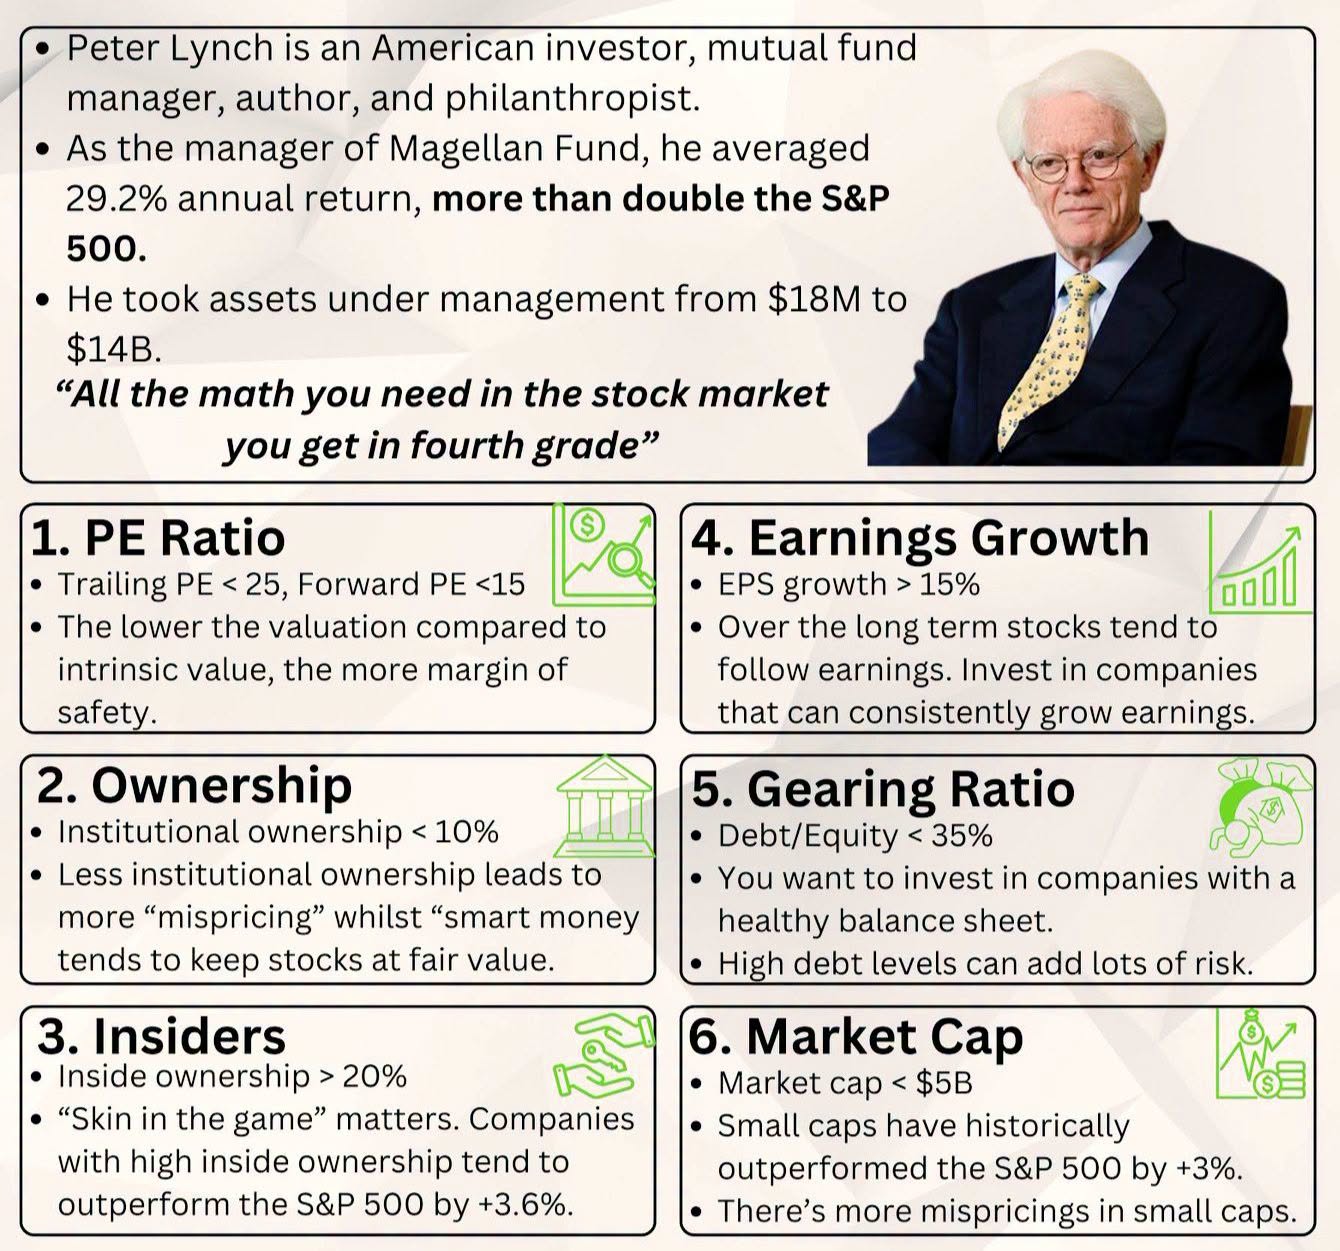 • Peter Lynch is an American investor, mutual fund
manager, author, and philanthropist.
• As the manager of Magellan Fund, he averaged
29.2% annual return, more than double the S&P
500.
• He took assets under management from $18M to
$14B.
“All the math you need in the stock market
you get in fourth grade”
1. PE Ratio
• Trailing PE < 25, Forward PE <15
• The lower the valuation compared to
intrinsic value, the more margin of
safety.
2. Ownership
• Institutional ownership < 10%
• Less institutional ownership leads to
more “mispricing” whilst “smart money
tends to keep stocks at fair value.
3. Insiders
• Inside ownership > 20%
• “Skin in the game” matters. Companies
with high inside ownership tend to
outperform the S&P 500 by +3.6%.
4. Earnings Growth
• EPS growth > 15%
• Over the long term stocks tend to
follow earnings. Invest in companies
that can consistently grow earnings.
5. Gearing Ratio
• Debt/Equity < 35%
• You want to invest in companies with a
healthy balance sheet.
• High debt levels can add lots of risk.
6. Market Cap
• Market cap < $5B
• Small caps have historically
outperformed the S&P 500 by +3%.
• There’s more mispricings in small caps.